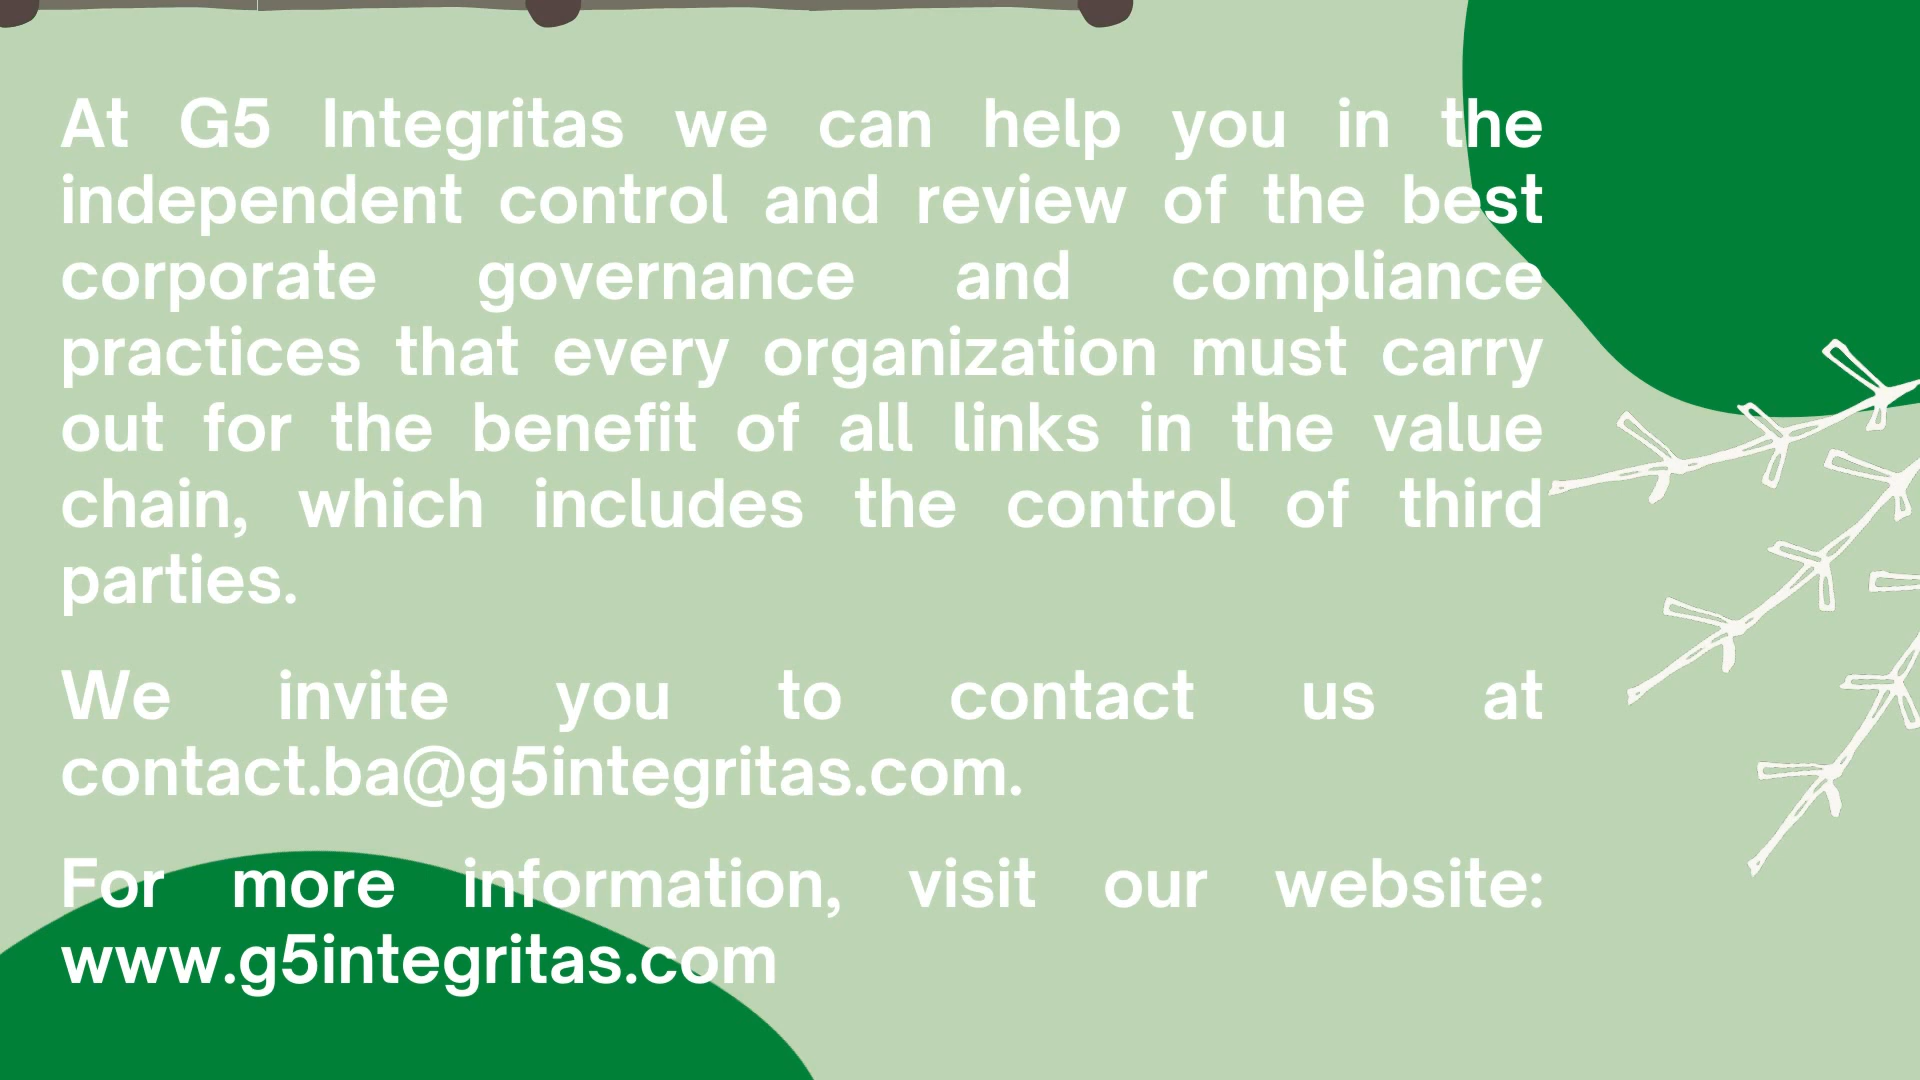 At G5 Integritas we can help you in the
independent control and review of the best
corporate governance and compliance
practices that every organization must carry
out for the benefit of all links in the value
chain, which includes the control of third
parties.
We invite you to contact us at
contact.ba@g5integritas.com.
For more information, visit our website:
www.g5integritas.com